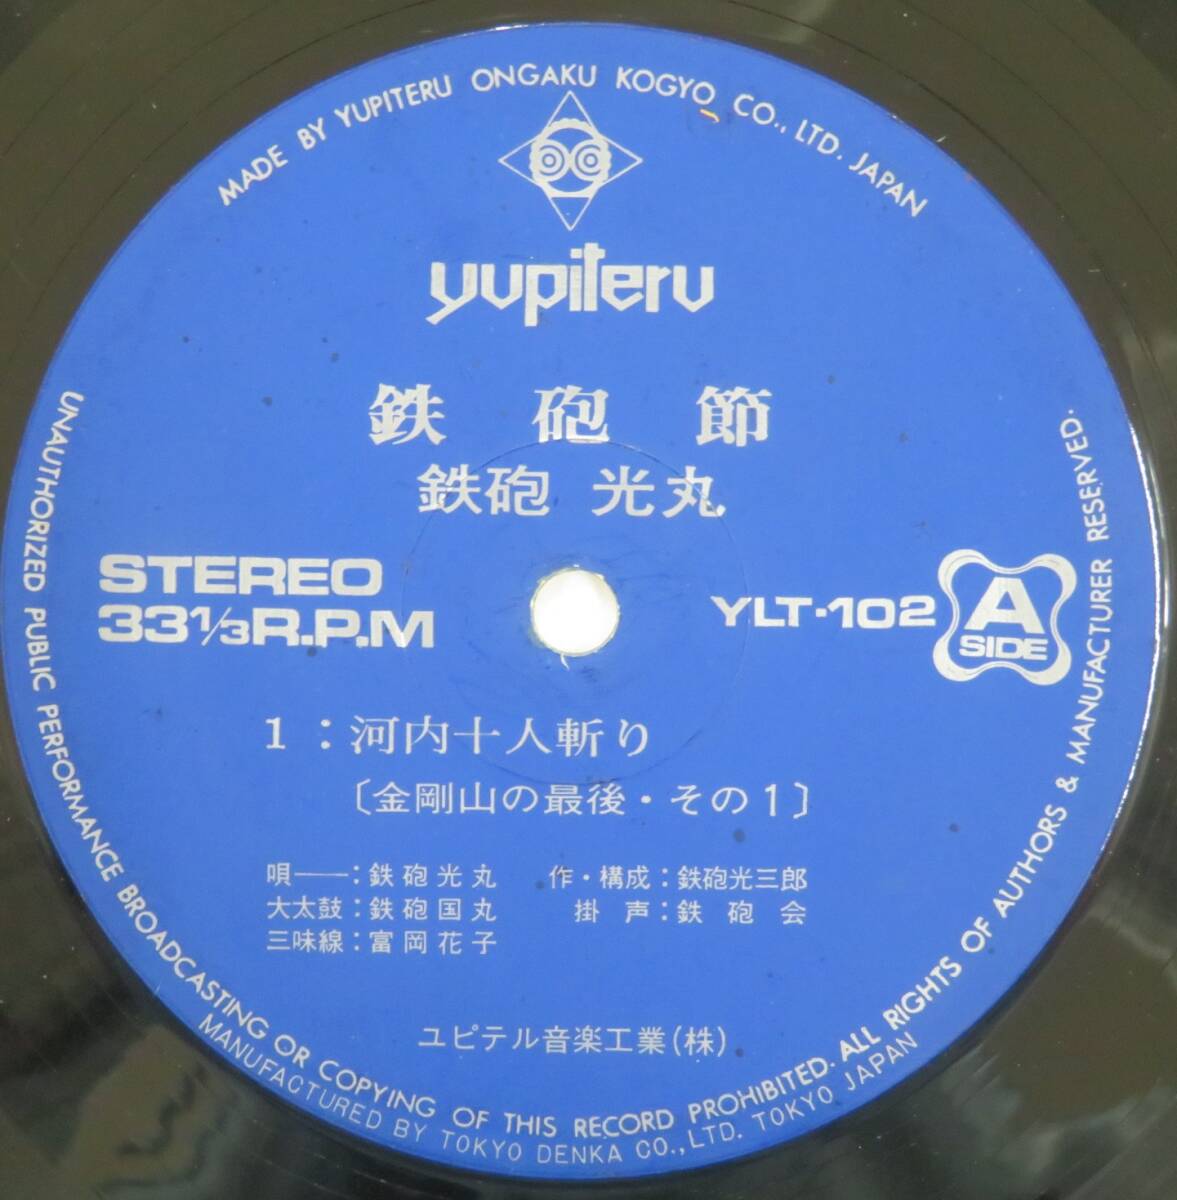 MADE BY YUPITERU ONGAKU KOGYO CO., LTD. JAPAN
yupiteru
鉄砲節
鉄砲 光丸
STEREO
33⅓R.P.M
YLT-102
A
SIDE
1：河内十人斬り
〔金剛山の最後・その1〕
唄――：鉄砲光丸 作・構成：鉄砲光三郎
大太鼓：鉄砲国丸 掛声：鉄砲会
三味線：富岡花子
ユピテル音楽工業(株)
UNAUTHORIZED PUBLIC PERFORMANCE BROADCASTING OR COPYING OF THIS RECORD PROHIBITED. ALL RIGHTS OF AUTHORS & MANUFACTURER RESERVED.
MANUFACTURED BY TOKYO DENKA CO., LTD. TOKYO JAPAN